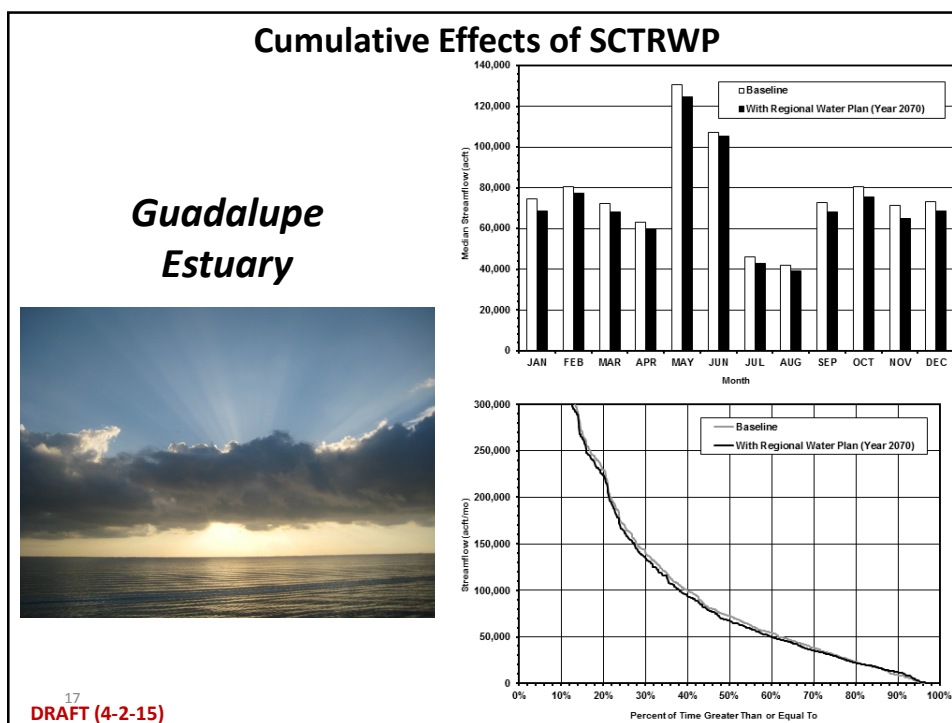 Cumulative Effects of SCTRWP
Guadalupe
Estuary
140,000
120,000
100,000
80,000
60,000
40,000
20,000
0
Median Streamflow (acft)
Baseline
With Regional Water Plan (Year 2070)
JAN FEB MAR APR MAY JUN JUL AUG SEP OCT NOV DEC
Month
300,000
250,000
200,000
150,000
100,000
50,000
0
Streamflow (acft/mo)
Baseline
With Regional Water Plan (Year 2070)
0% 10% 20% 30% 40% 50% 60% 70% 80% 90% 100%
Percent of Time Greater Than or Equal To
17
DRAFT (4-2-15)